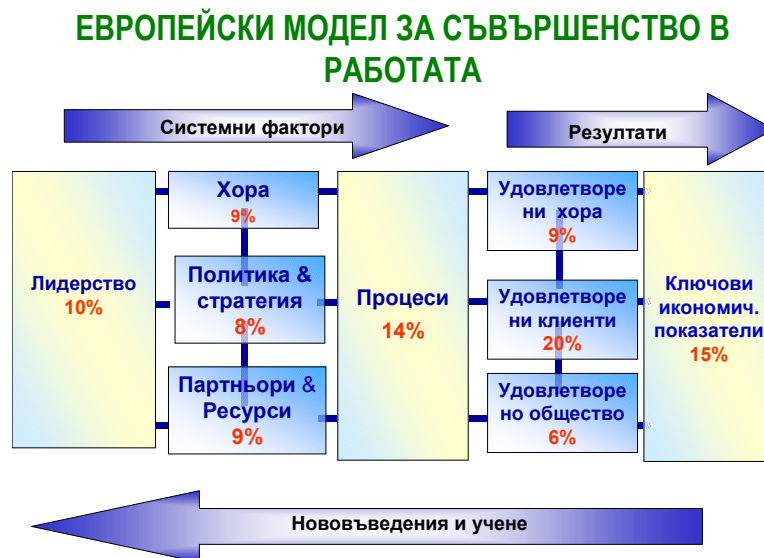 ЕВРОПЕЙСКИ МОДЕЛ ЗА СЪВЪРШЕНСТВО В
РАБОТАТА
Системни фактори
Резултати
Лидерство
10%
Хора
9%
Политика &
стратегия
8%
Партньори &
Ресурси
9%
Процеси
14%
Удовлетворе
ни хора
9%
Удовлетворе
ни клиенти
20%
Удовлетворе
но общество
6%
Ключови
икономич.
показатели
15%
Нововъведения и учене